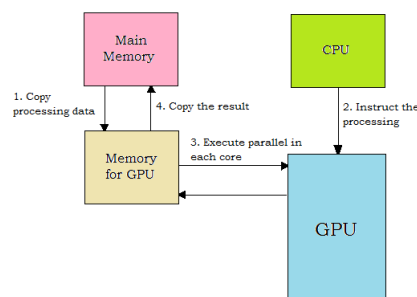 Main
Memory
CPU
1. Copy
processing data
4. Copy the result
2. Instruct the
processing
Memory
for GPU
3. Execute parallel in
each core
GPU